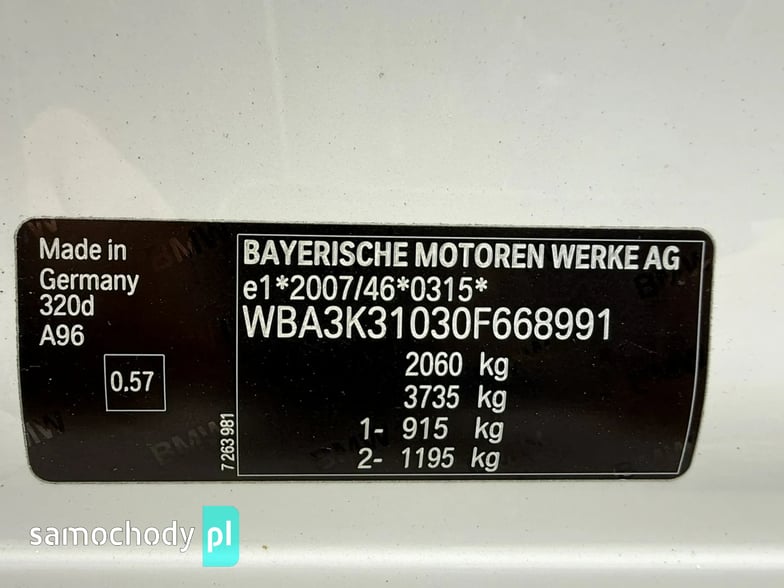 Made in
Germany
320d
A96
0.57
7 263 981
BAYERISCHE MOTOREN WERKE AG
e1*2007/46*0315*
WBA3K31030F668991
2060 kg
3735 kg
1- 915 kg
2- 1195 kg
samochody pl